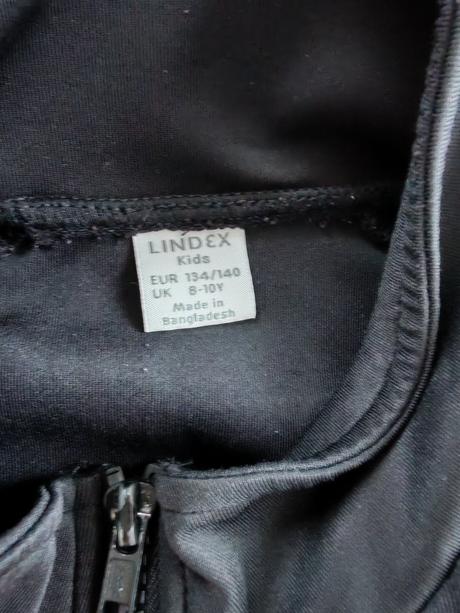 LINDEX
Kids
EUR 134/140
UK 8-10Y
Made in
Bangladesh